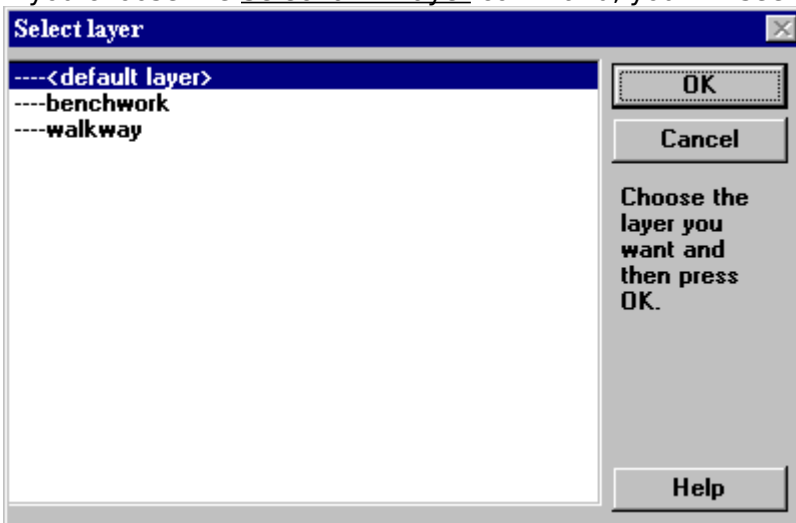 Select layer
----<default layer>
----benchwork
----walkway
OK
Cancel
Choose the
layer you
want and
then press
OK.
Help